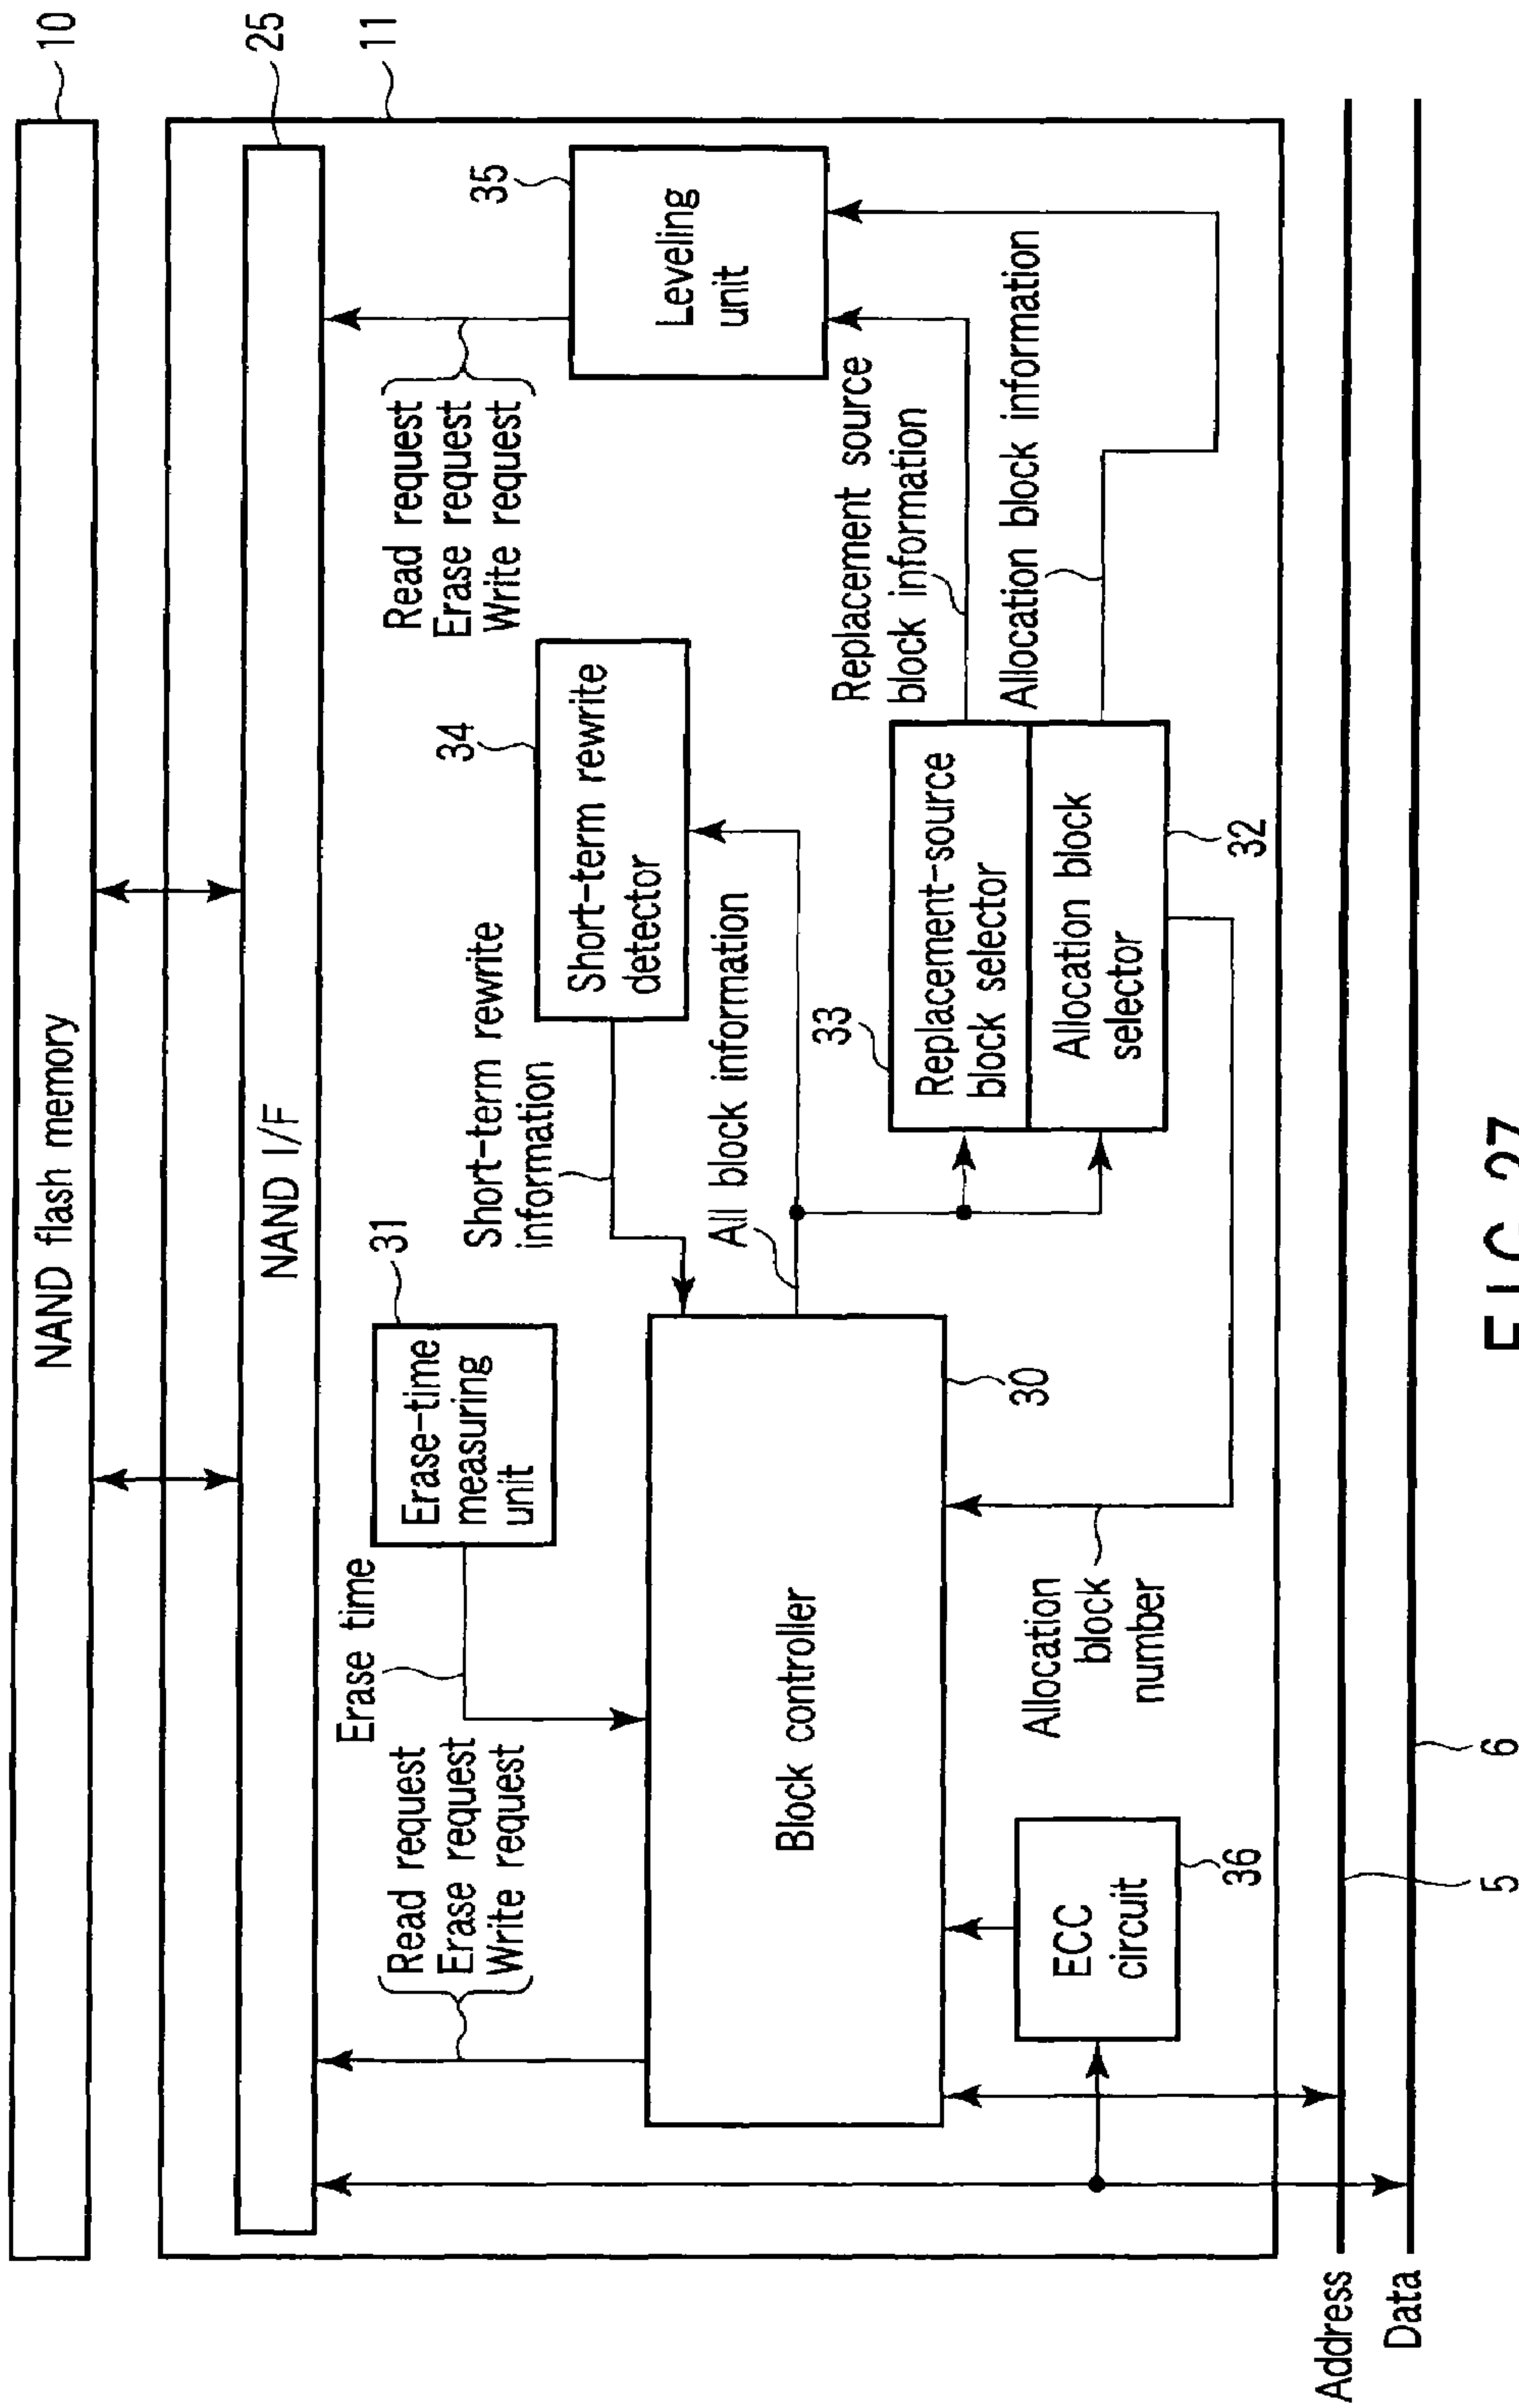 NAND flash memory
10
NAND I/F
25
11
Read request
Erase request
Write request
Erase time
Erase-time
measuring
unit
31
Short-term rewrite
information
34
Short-term rewrite
detector
Read request
Erase request
Write request
35
Leveling
unit
Block controller
30
All block information
33
Replacement-source
block selector
Allocation block
selector
32
Replacement source
block information
Allocation block information
ECC
circuit
36
Allocation
block
number
Address
5
Data
6
FIG. 27